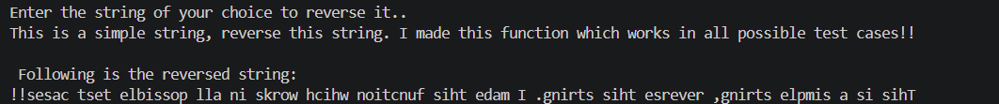 Enter the string of your choice to reverse it..
This is a simple string, reverse this string. I made this function which works in all possible test cases!!
Following is the reversed string:
!!sesac tset elbissop lla ni skrow hcihw noitcnuf siht edam I .gnirts siht esrever ,gnirts elpmis a si sihT